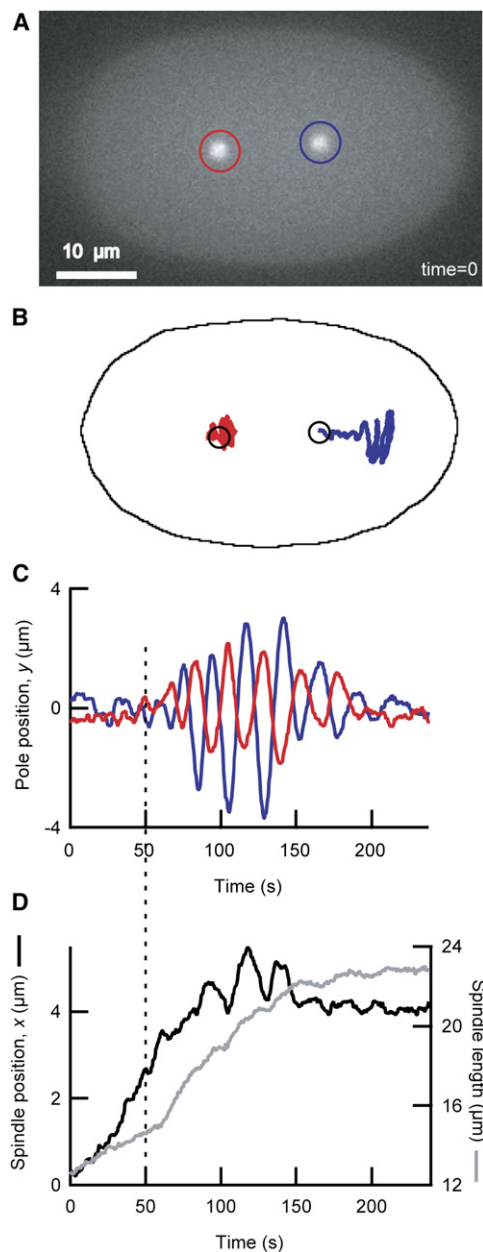 A
10 µm
time=0
B
C
Pole position, y (µm)
4
0
-4
0
50
100
150
200
Time (s)
D
Spindle position, x (µm)
4
2
0
24
20
16
12
Spindle length (µm)
0
50
100
150
200
Time (s)